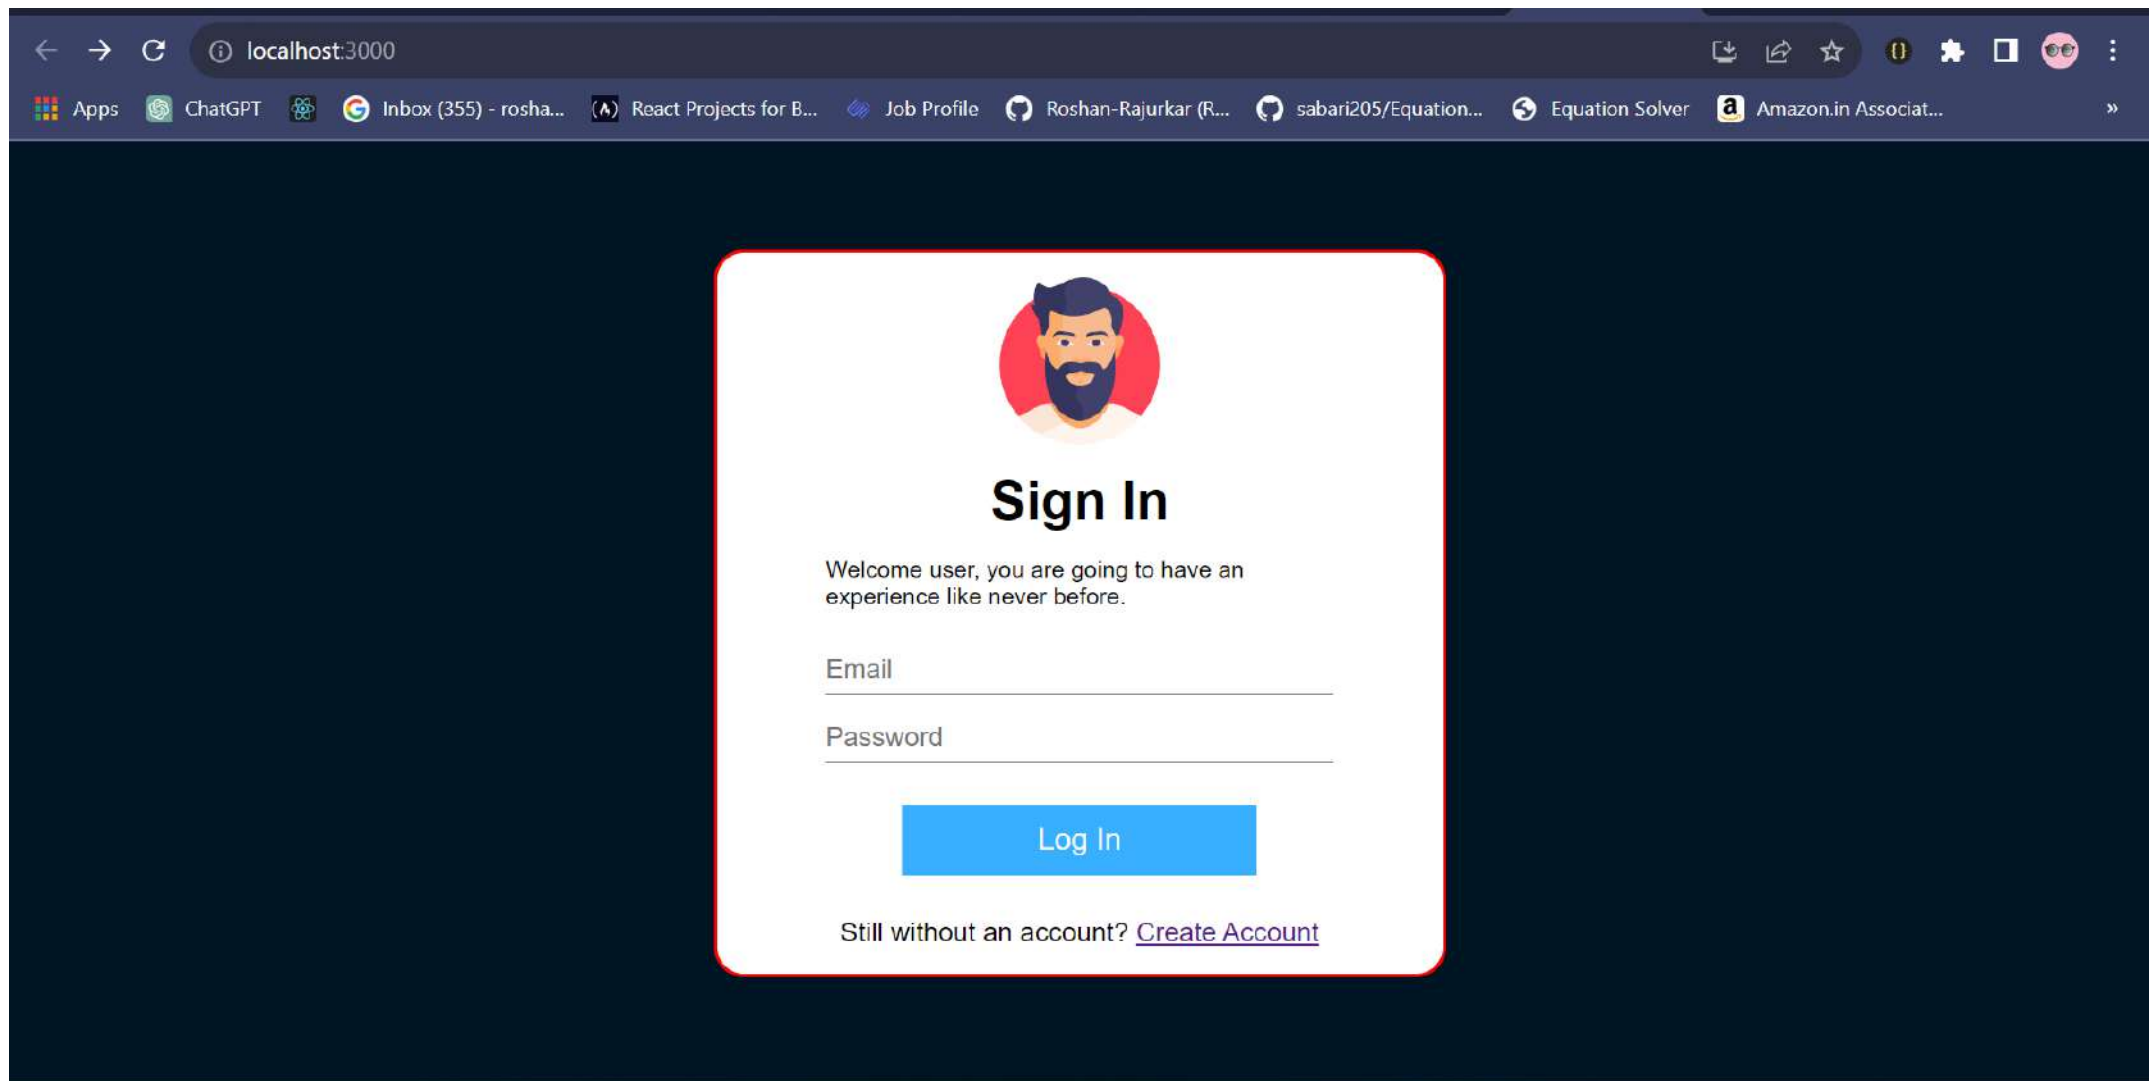 localhost:3000
Apps ChatGPT Inbox (355) - rosha... React Projects for B... Job Profile Roshan-Rajurkar (R... sabari205/Equation... Equation Solver Amazon.in Associat... »
Sign In
Welcome user, you are going to have an
experience like never before.
Email
Password
Log In
Still without an account? Create Account